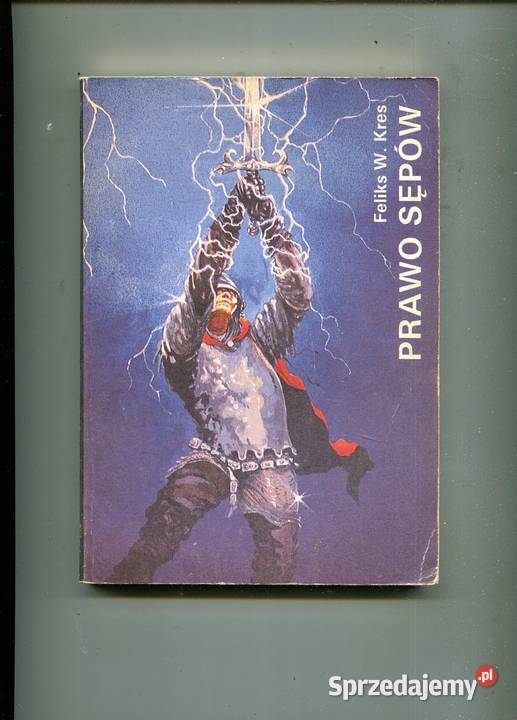 Feliks W. Kres
PRAWO SĘPÓW
Sprzedajemy.pl